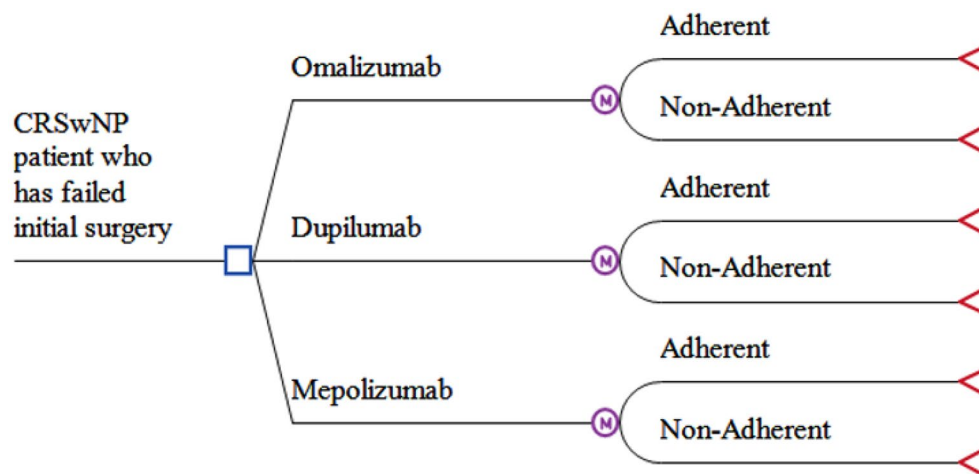 CRSwNP
patient who
has failed
initial surgery
Omalizumab
M
Adherent
Non-Adherent
Dupilumab
M
Adherent
Non-Adherent
Mepolizumab
M
Adherent
Non-Adherent